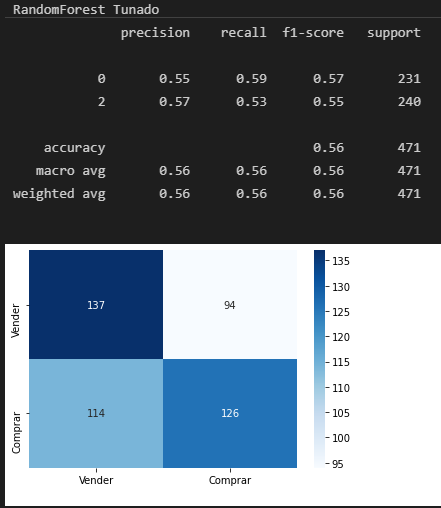 RandomForest Tunado
precision recall f1-score support
0 0.55 0.59 0.57 231
2 0.57 0.53 0.55 240
accuracy 0.56 471
macro avg 0.56 0.56 0.56 471
weighted avg 0.56 0.56 0.56 471
Vender
137 94
Comprar
114 126
Vender Comprar
135
130
125
120
115
110
105
100
95